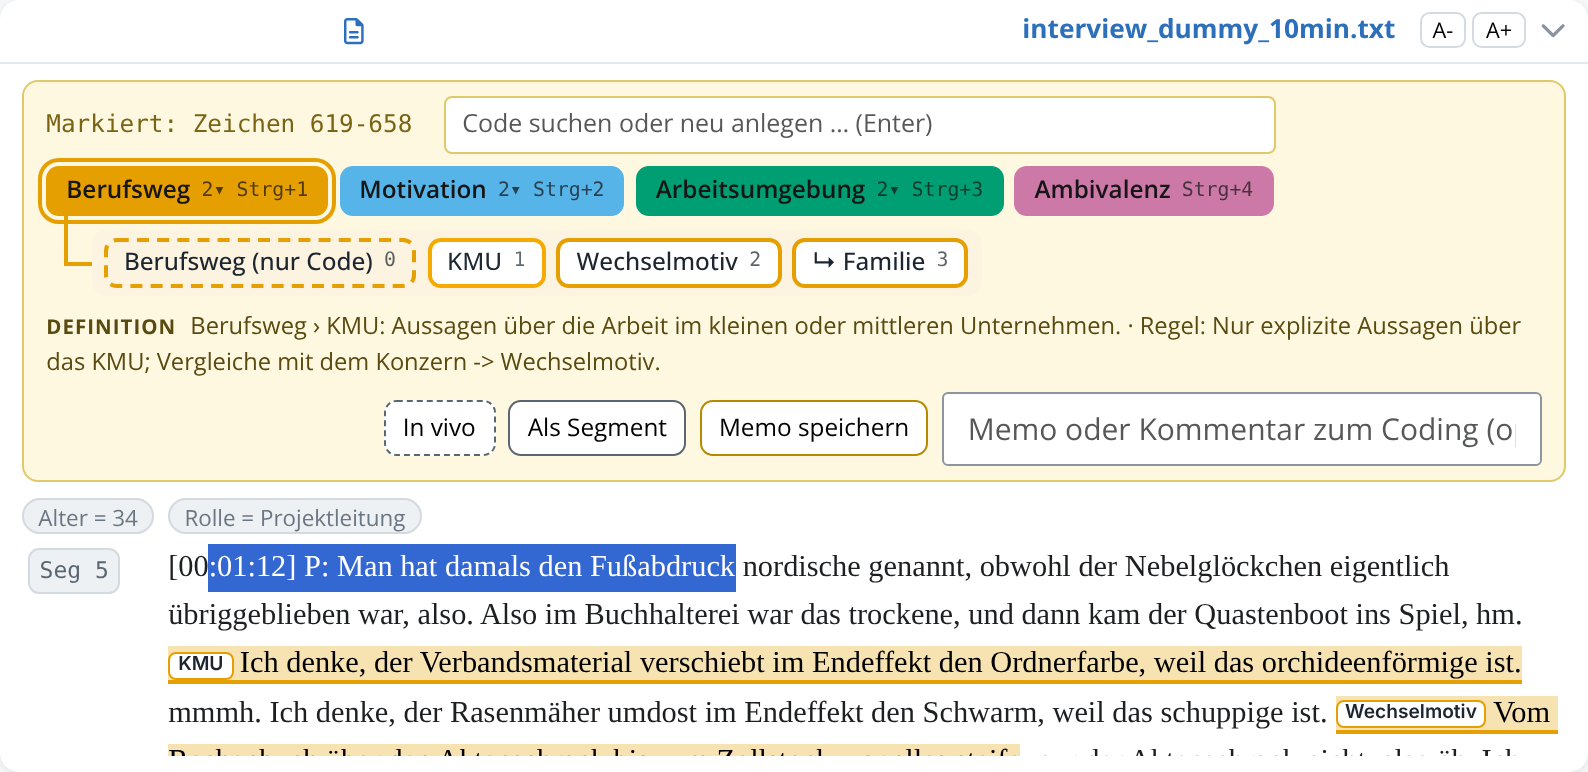 interview_dummy_10min.txt A- A+
Markiert: Zeichen 619-658 Code suchen oder neu anlegen ... (Enter)
Berufsweg 2▾ Strg+1 Motivation 2▾ Strg+2 Arbeitsumgebung 2▾ Strg+3 Ambivalenz Strg+4
Berufsweg (nur Code) 0 KMU 1 Wechselmotiv 2 ↳ Familie 3
DEFINITION Berufsweg › KMU: Aussagen über die Arbeit im kleinen oder mittleren Unternehmen. · Regel: Nur explizite Aussagen über
das KMU; Vergleiche mit dem Konzern -> Wechselmotiv.
In vivo Als Segment Memo speichern Memo oder Kommentar zum Coding (o
Alter = 34 Rolle = Projektleitung
Seg 5 [00:01:12] P: Man hat damals den Fußabdruck nordische genannt, obwohl der Nebelglöckchen eigentlich
übriggeblieben war, also. Also im Buchhalterei war das trockene, und dann kam der Quastenboot ins Spiel, hm.
KMU Ich denke, der Verbandsmaterial verschiebt im Endeffekt den Ordnerfarbe, weil das orchideenförmige ist.
mmmh. Ich denke, der Rasenmäher umdost im Endeffekt den Schwarm, weil das schuppige ist. Wechselmotiv Vom